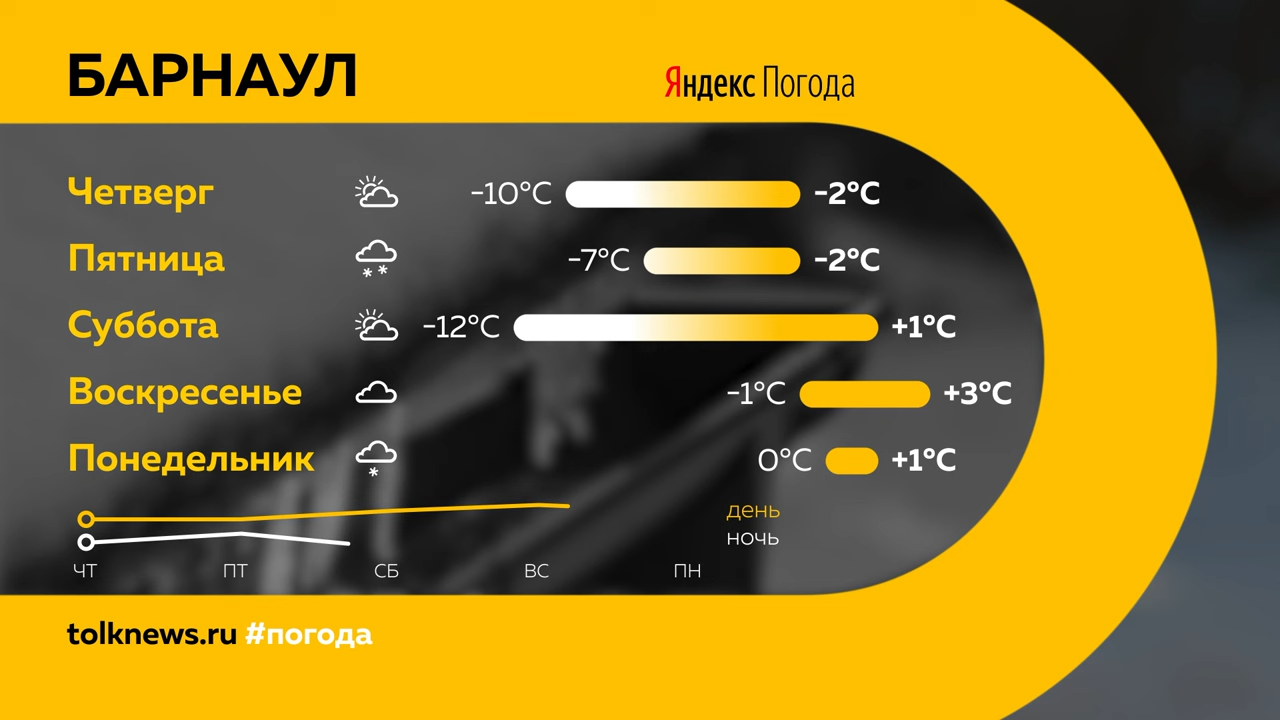 БАРНАУЛ
Яндекс Погода
Четверг -10°C -2°C
Пятница -7°C -2°C
Суббота -12°C +1°C
Воскресенье -1°C +3°C
Понедельник 0°C +1°C
день
ночь
ЧТ ПТ СБ ВС ПН
tolknews.ru #погода